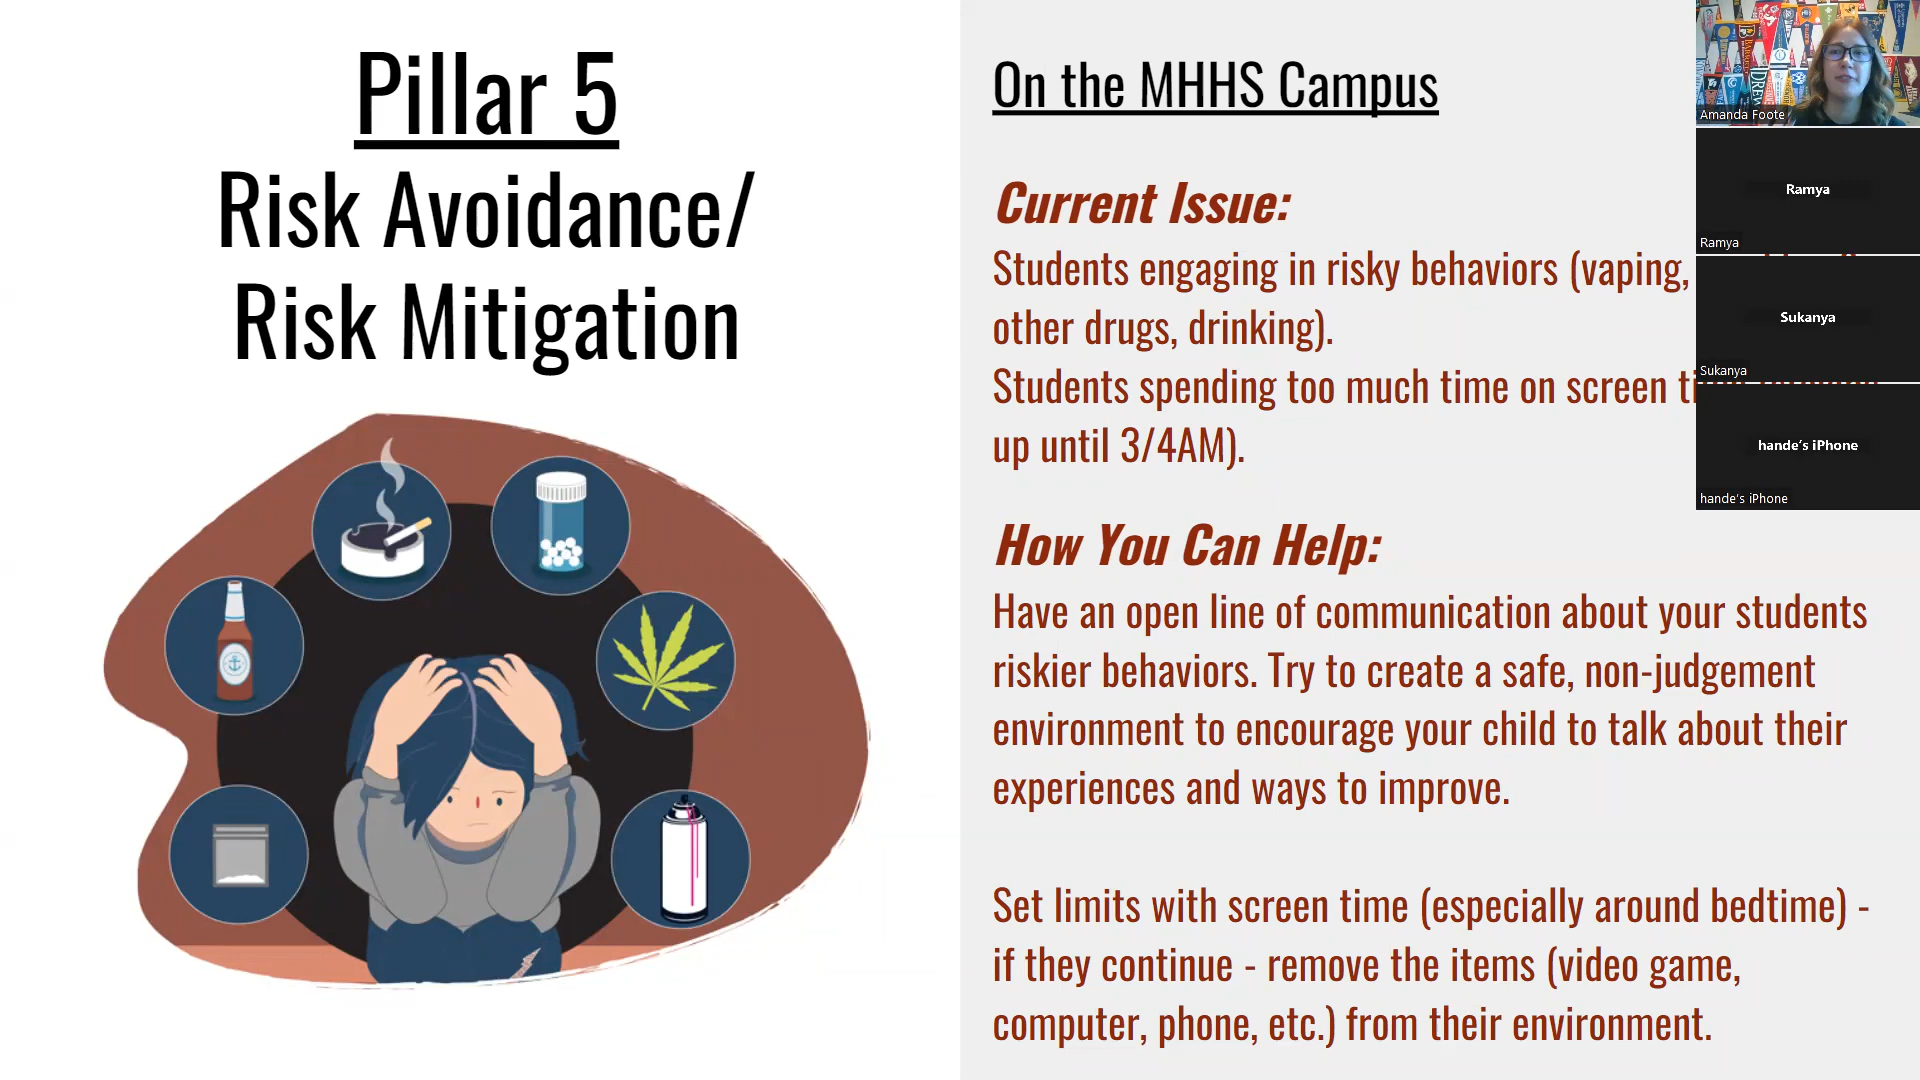 Pillar 5
Risk Avoidance/
Risk Mitigation
On the MHHS Campus
Current Issue:
Students engaging in risky behaviors (vaping,
other drugs, drinking).
Students spending too much time on screen
up until 3/4AM).
How You Can Help:
Have an open line of communication about your students
riskier behaviors. Try to create a safe, non-judgement
environment to encourage your child to talk about their
experiences and ways to improve.
Set limits with screen time (especially around bedtime) -
if they continue - remove the items (video game,
computer, phone, etc.) from their environment.
DREW
Amanda Foote
Ramya
Ramya
Sukanya
Sukanya
hande's iPhone
hande's iPhone